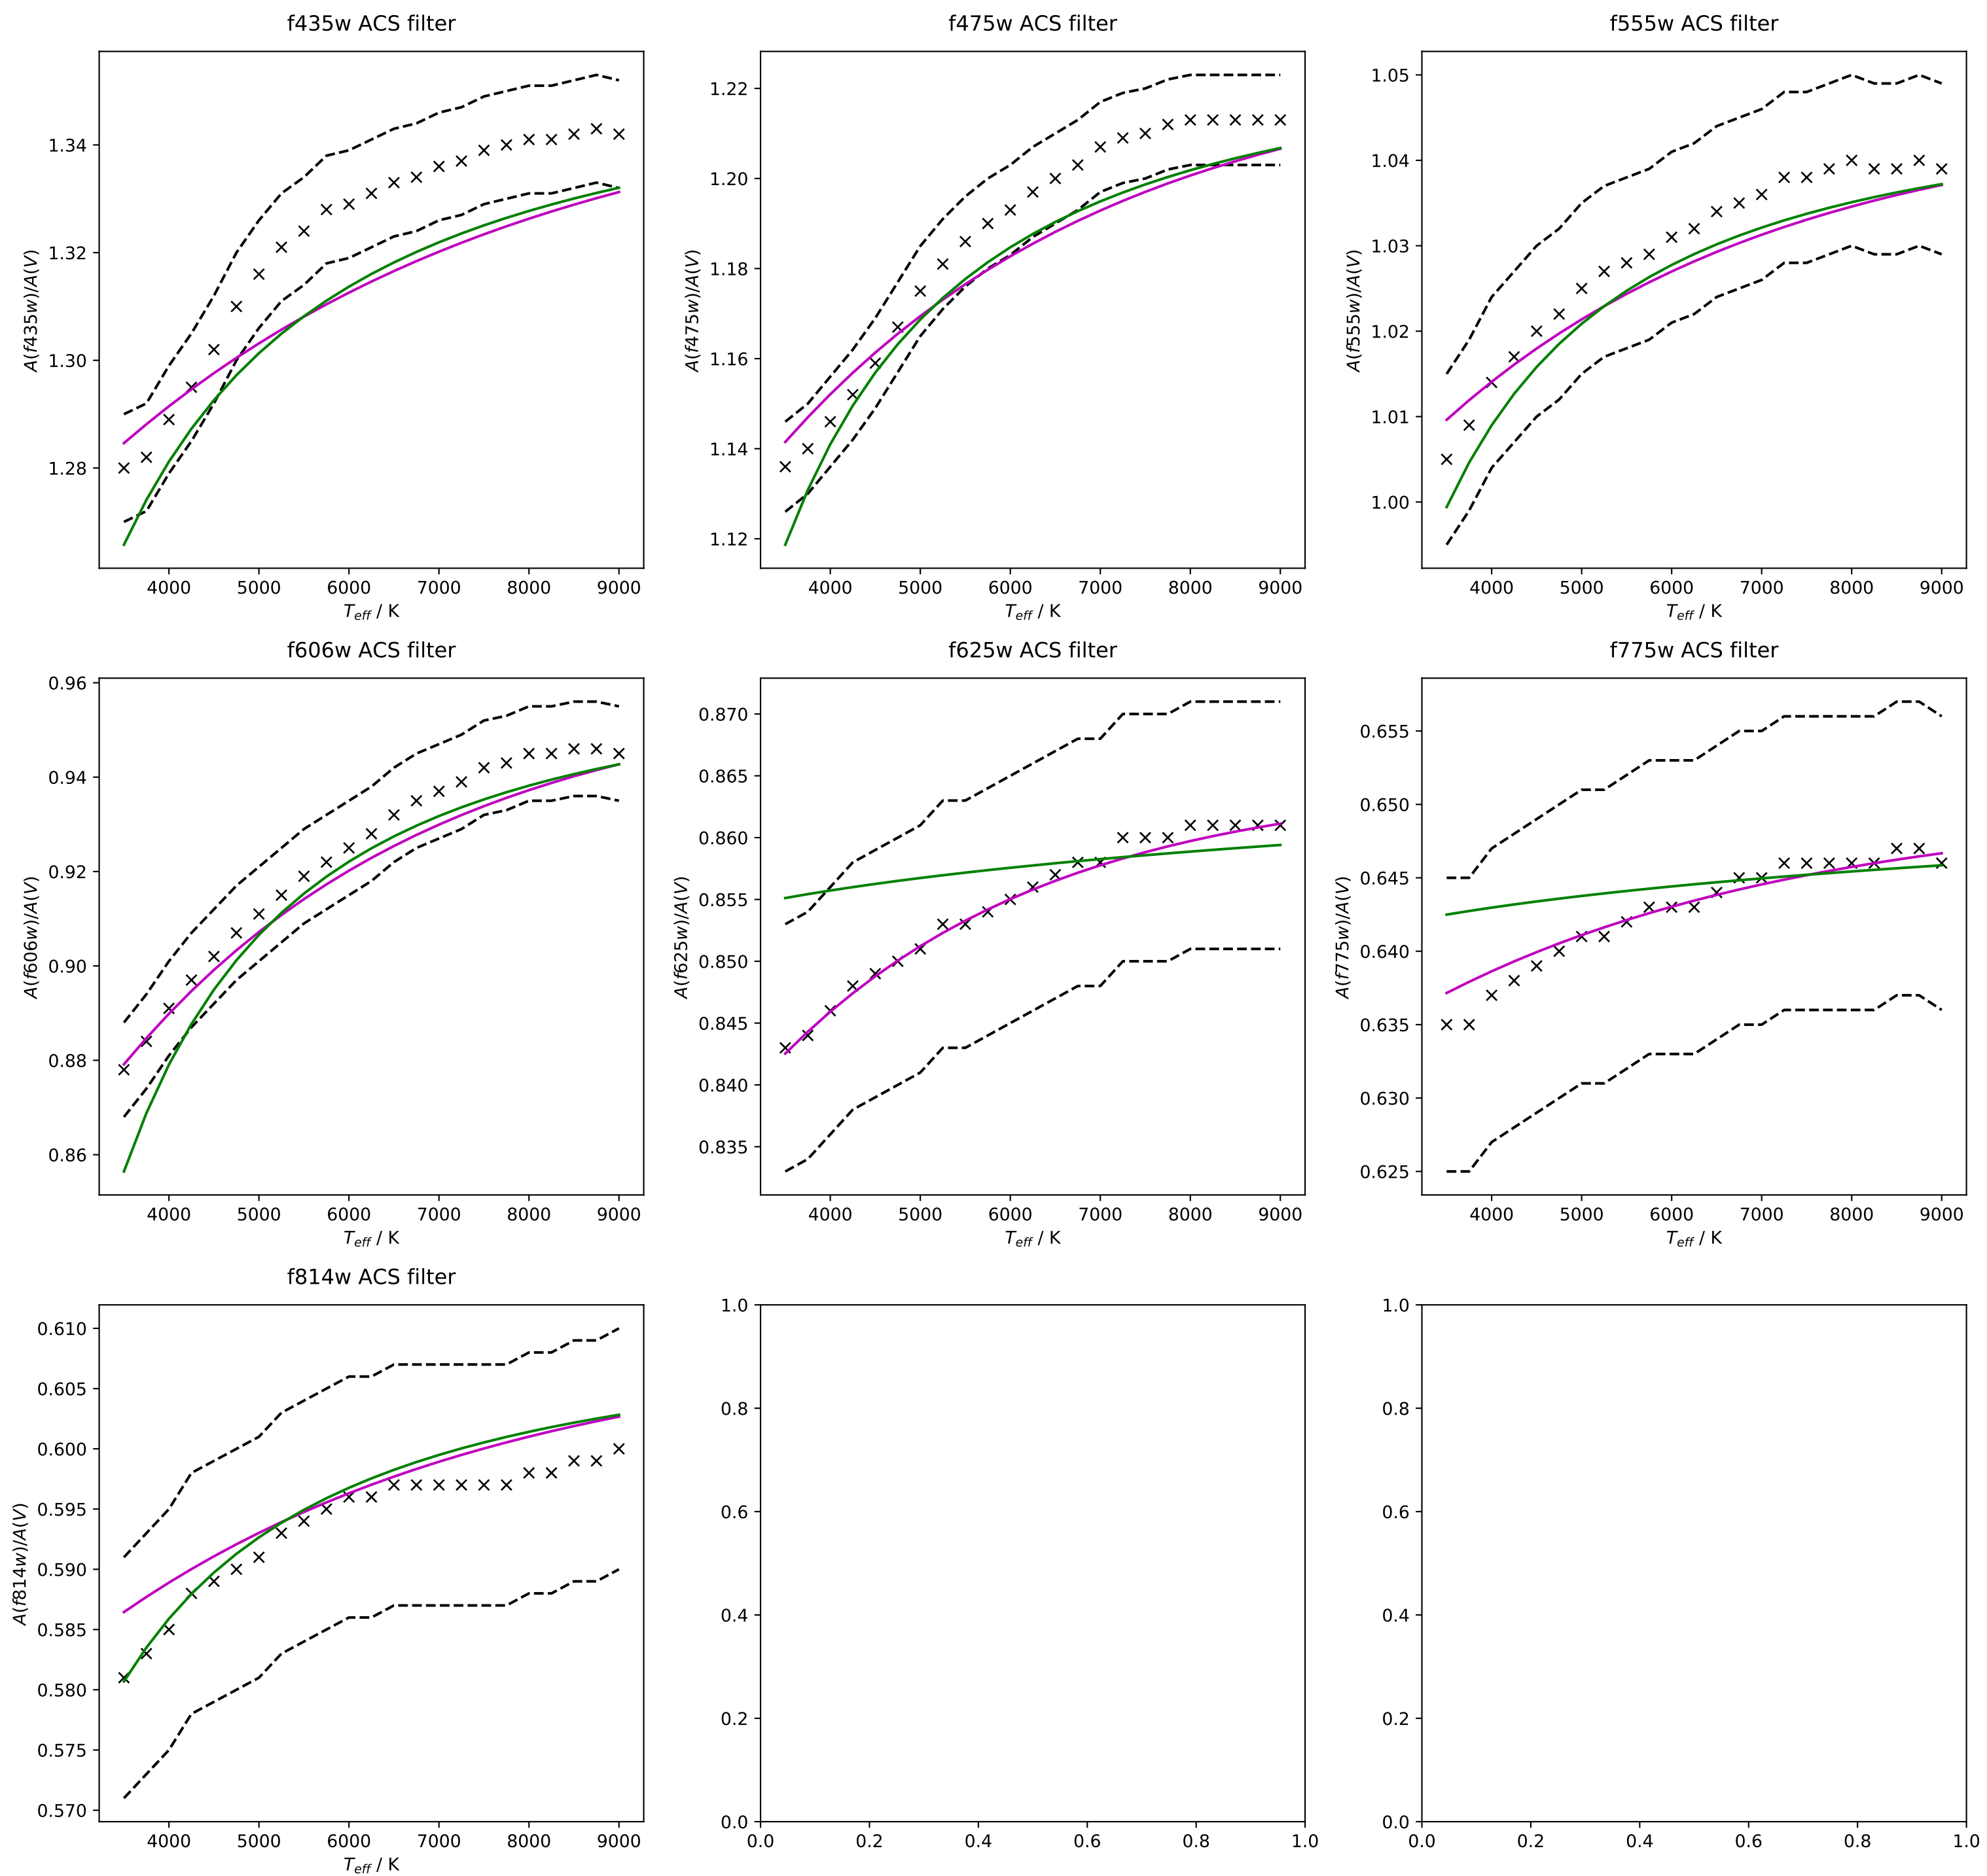 f435w ACS filter
A(f435w)/A(V)
1.34
1.32
1.30
1.28
4000 5000 6000 7000 8000 9000
T_eff / K
f475w ACS filter
A(f475w)/A(V)
1.22
1.20
1.18
1.16
1.14
1.12
4000 5000 6000 7000 8000 9000
T_eff / K
f555w ACS filter
A(f555w)/A(V)
1.05
1.04
1.03
1.02
1.01
1.00
4000 5000 6000 7000 8000 9000
T_eff / K
f606w ACS filter
A(f606w)/A(V)
0.96
0.94
0.92
0.90
0.88
0.86
4000 5000 6000 7000 8000 9000
T_eff / K
f625w ACS filter
A(f625w)/A(V)
0.870
0.865
0.860
0.855
0.850
0.845
0.840
0.835
4000 5000 6000 7000 8000 9000
T_eff / K
f775w ACS filter
A(f775w)/A(V)
0.655
0.650
0.645
0.640
0.635
0.630
0.625
4000 5000 6000 7000 8000 9000
T_eff / K
f814w ACS filter
A(f814w)/A(V)
0.610
0.605
0.600
0.595
0.590
0.585
0.580
0.575
0.570
4000 5000 6000 7000 8000 9000
T_eff / K
1.0
0.8
0.6
0.4
0.2
0.0
0.0 0.2 0.4 0.6 0.8 1.0
1.0
0.8
0.6
0.4
0.2
0.0
0.0 0.2 0.4 0.6 0.8 1.0